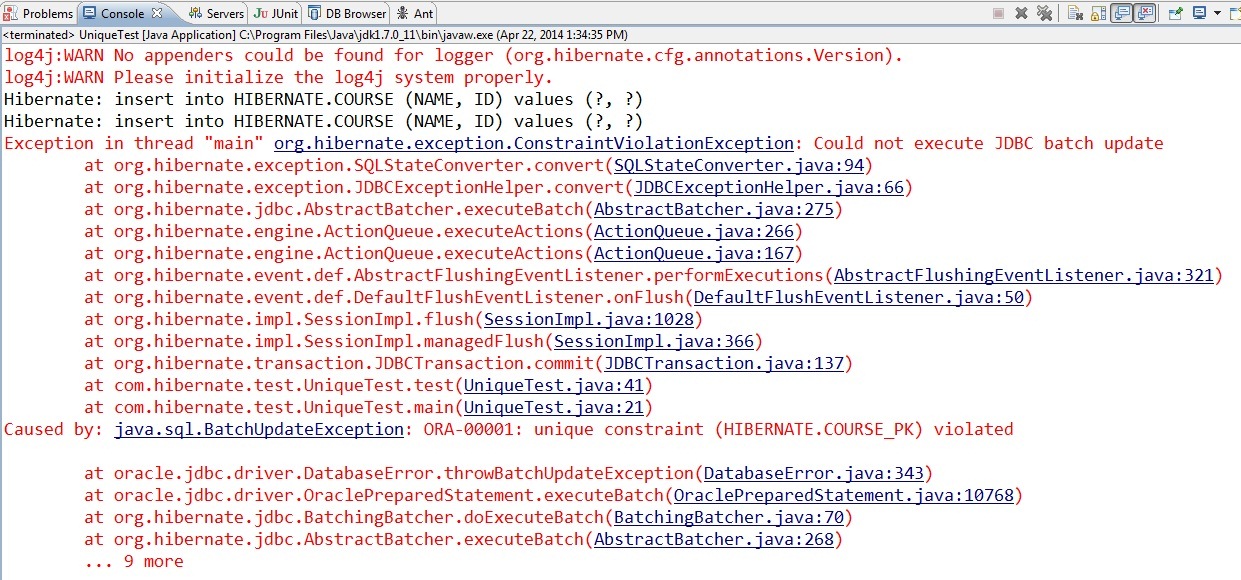 Problems Console Servers JUnit DB Browser Ant
<terminated> UniqueTest [Java Application] C:\Program Files\Java\jdk1.7.0_11\bin\javaw.exe (Apr 22, 2014 1:34:35 PM)
log4j:WARN No appenders could be found for logger (org.hibernate.cfg.annotations.Version).
log4j:WARN Please initialize the log4j system properly.
Hibernate: insert into HIBERNATE.COURSE (NAME, ID) values (?, ?)
Hibernate: insert into HIBERNATE.COURSE (NAME, ID) values (?, ?)
Exception in thread "main" org.hibernate.exception.ConstraintViolationException: Could not execute JDBC batch update
at org.hibernate.exception.SQLStateConverter.convert(SQLStateConverter.java:94)
at org.hibernate.exception.JDBCExceptionHelper.convert(JDBCExceptionHelper.java:66)
at org.hibernate.jdbc.AbstractBatcher.executeBatch(AbstractBatcher.java:275)
at org.hibernate.engine.ActionQueue.executeActions(ActionQueue.java:266)
at org.hibernate.engine.ActionQueue.executeActions(ActionQueue.java:167)
at org.hibernate.event.def.AbstractFlushingEventListener.performExecutions(AbstractFlushingEventListener.java:321)
at org.hibernate.event.def.DefaultFlushEventListener.onFlush(DefaultFlushEventListener.java:50)
at org.hibernate.impl.SessionImpl.flush(SessionImpl.java:1028)
at org.hibernate.impl.SessionImpl.managedFlush(SessionImpl.java:366)
at org.hibernate.transaction.JDBCTransaction.commit(JDBCTransaction.java:137)
at com.hibernate.test.UniqueTest.test(UniqueTest.java:41)
at com.hibernate.test.UniqueTest.main(UniqueTest.java:21)
Caused by: java.sql.BatchUpdateException: ORA-00001: unique constraint (HIBERNATE.COURSE_PK) violated
at oracle.jdbc.driver.DatabaseError.throwBatchUpdateException(DatabaseError.java:343)
at oracle.jdbc.driver.OraclePreparedStatement.executeBatch(OraclePreparedStatement.java:10768)
at org.hibernate.jdbc.BatchingBatcher.doExecuteBatch(BatchingBatcher.java:70)
at org.hibernate.jdbc.AbstractBatcher.executeBatch(AbstractBatcher.java:268)
... 9 more